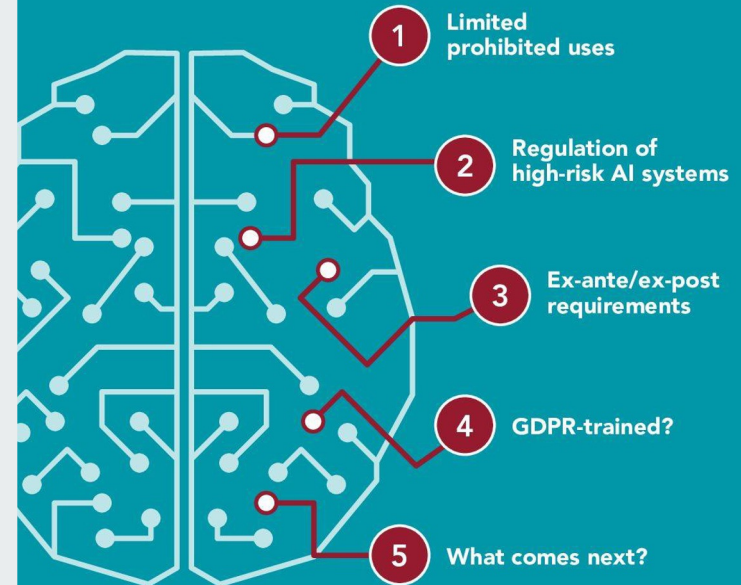 1
Limited
prohibited uses
2
Regulation of
high-risk AI systems
3
Ex-ante/ex-post
requirements
4
GDPR-trained?
5
What comes next?